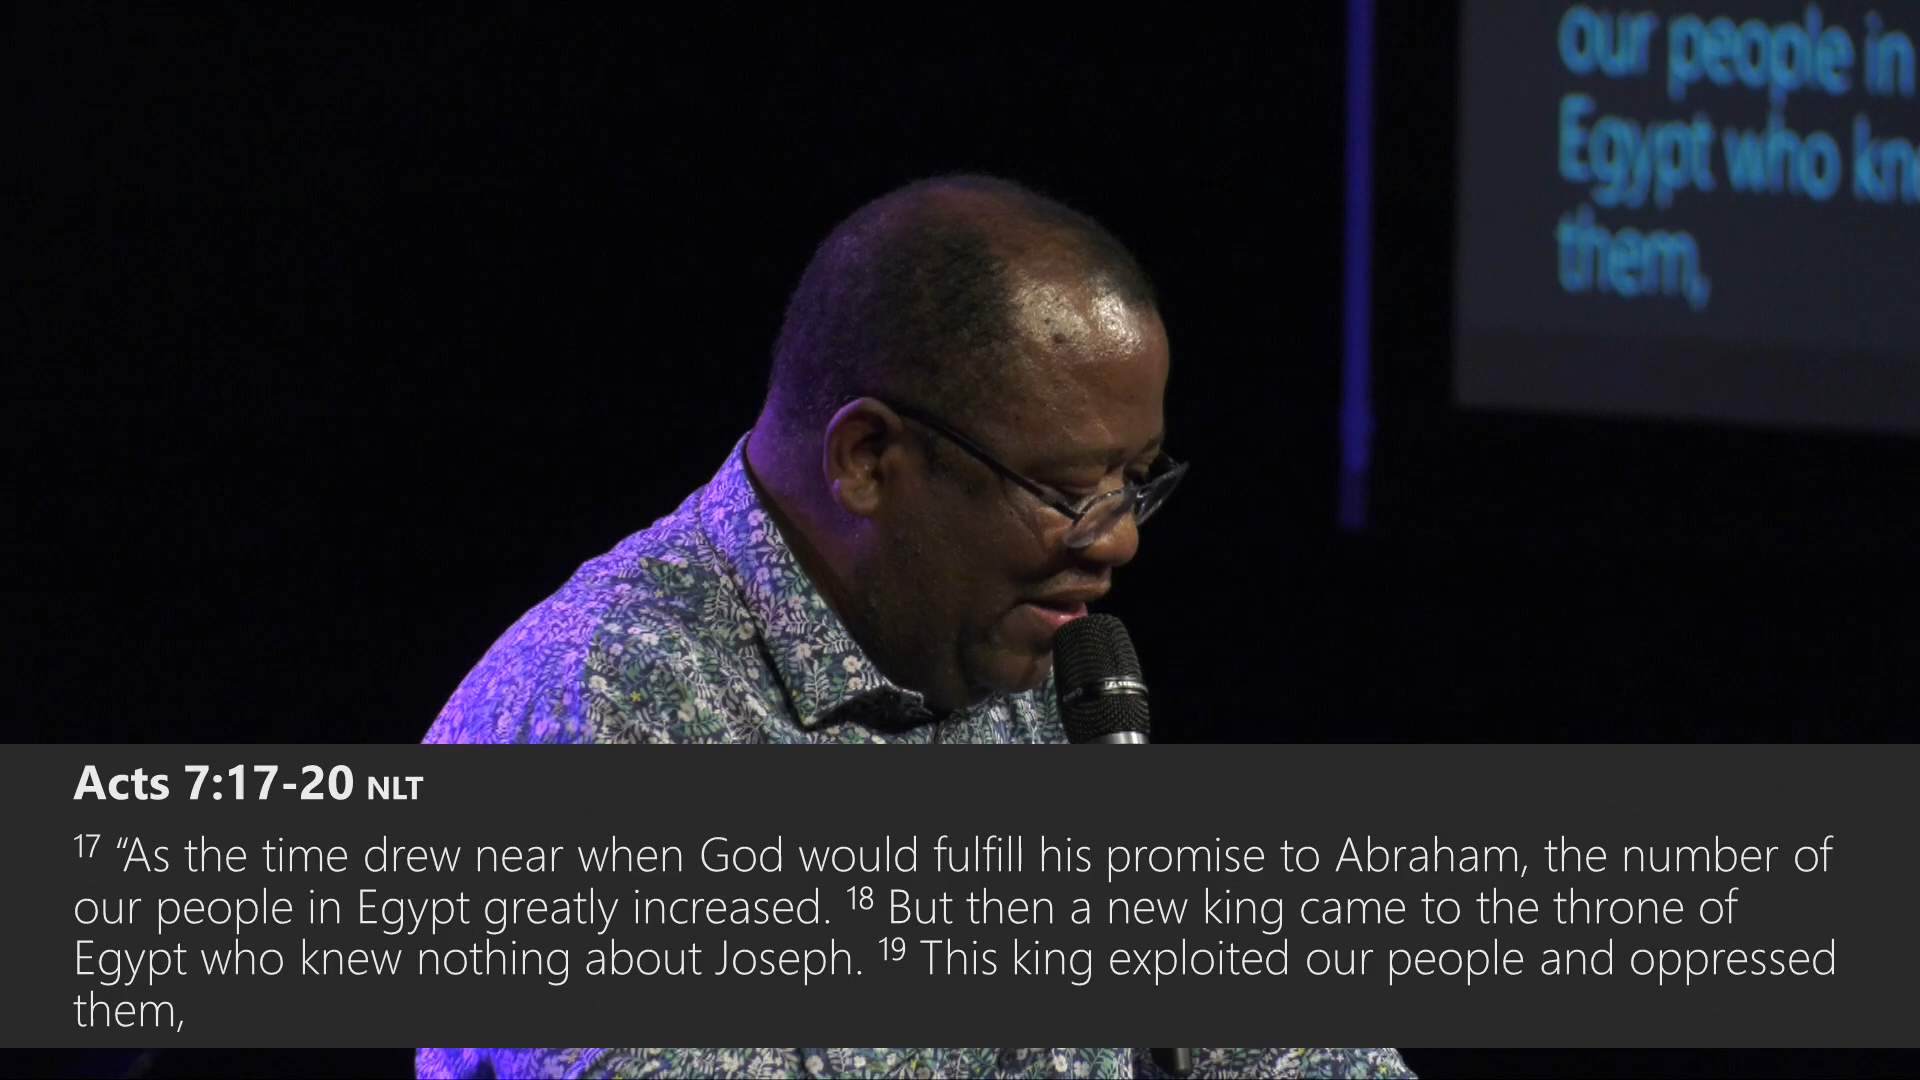 our people in
Egypt who kn
them,
Acts 7:17-20 NLT
17 “As the time drew near when God would fulfill his promise to Abraham, the number of
our people in Egypt greatly increased. 18 But then a new king came to the throne of
Egypt who knew nothing about Joseph. 19 This king exploited our people and oppressed
them,